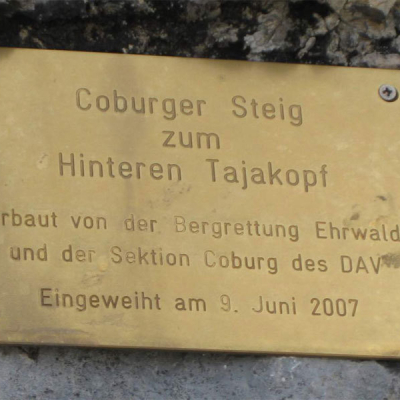 Coburger Steig
zum
Hinteren Tajakopf
rbaut von der Bergrettung Ehrwald
und der Sektion Coburg des DAV
Eingeweiht am 9. Juni 2007